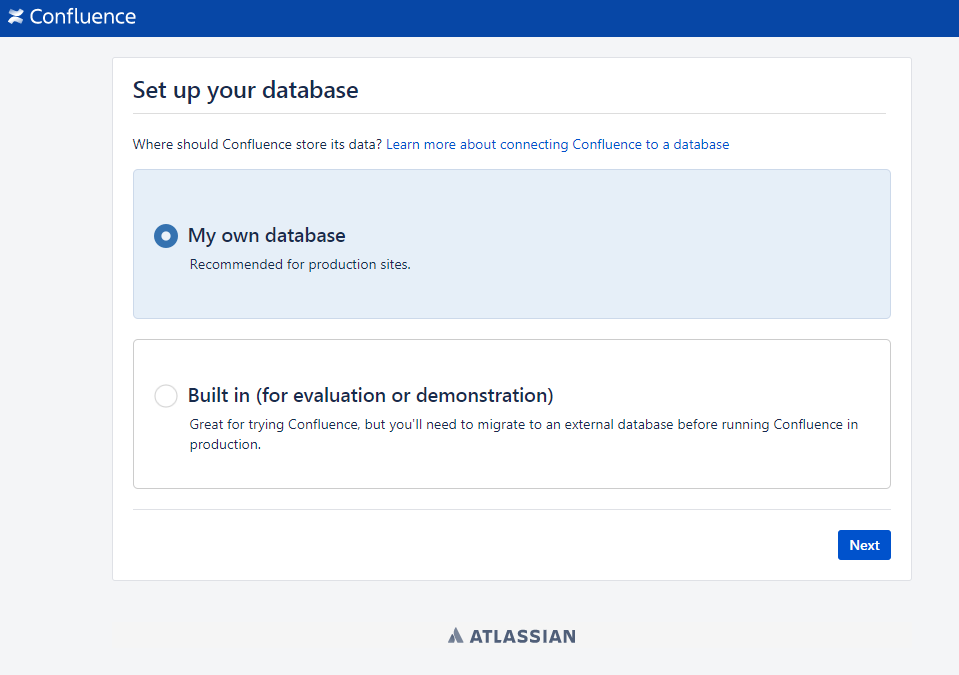 Confluence
Set up your database
Where should Confluence store its data? Learn more about connecting Confluence to a database
My own database
Recommended for production sites.
Built in (for evaluation or demonstration)
Great for trying Confluence, but you'll need to migrate to an external database before running Confluence in
production.
Next
ATLASSIAN